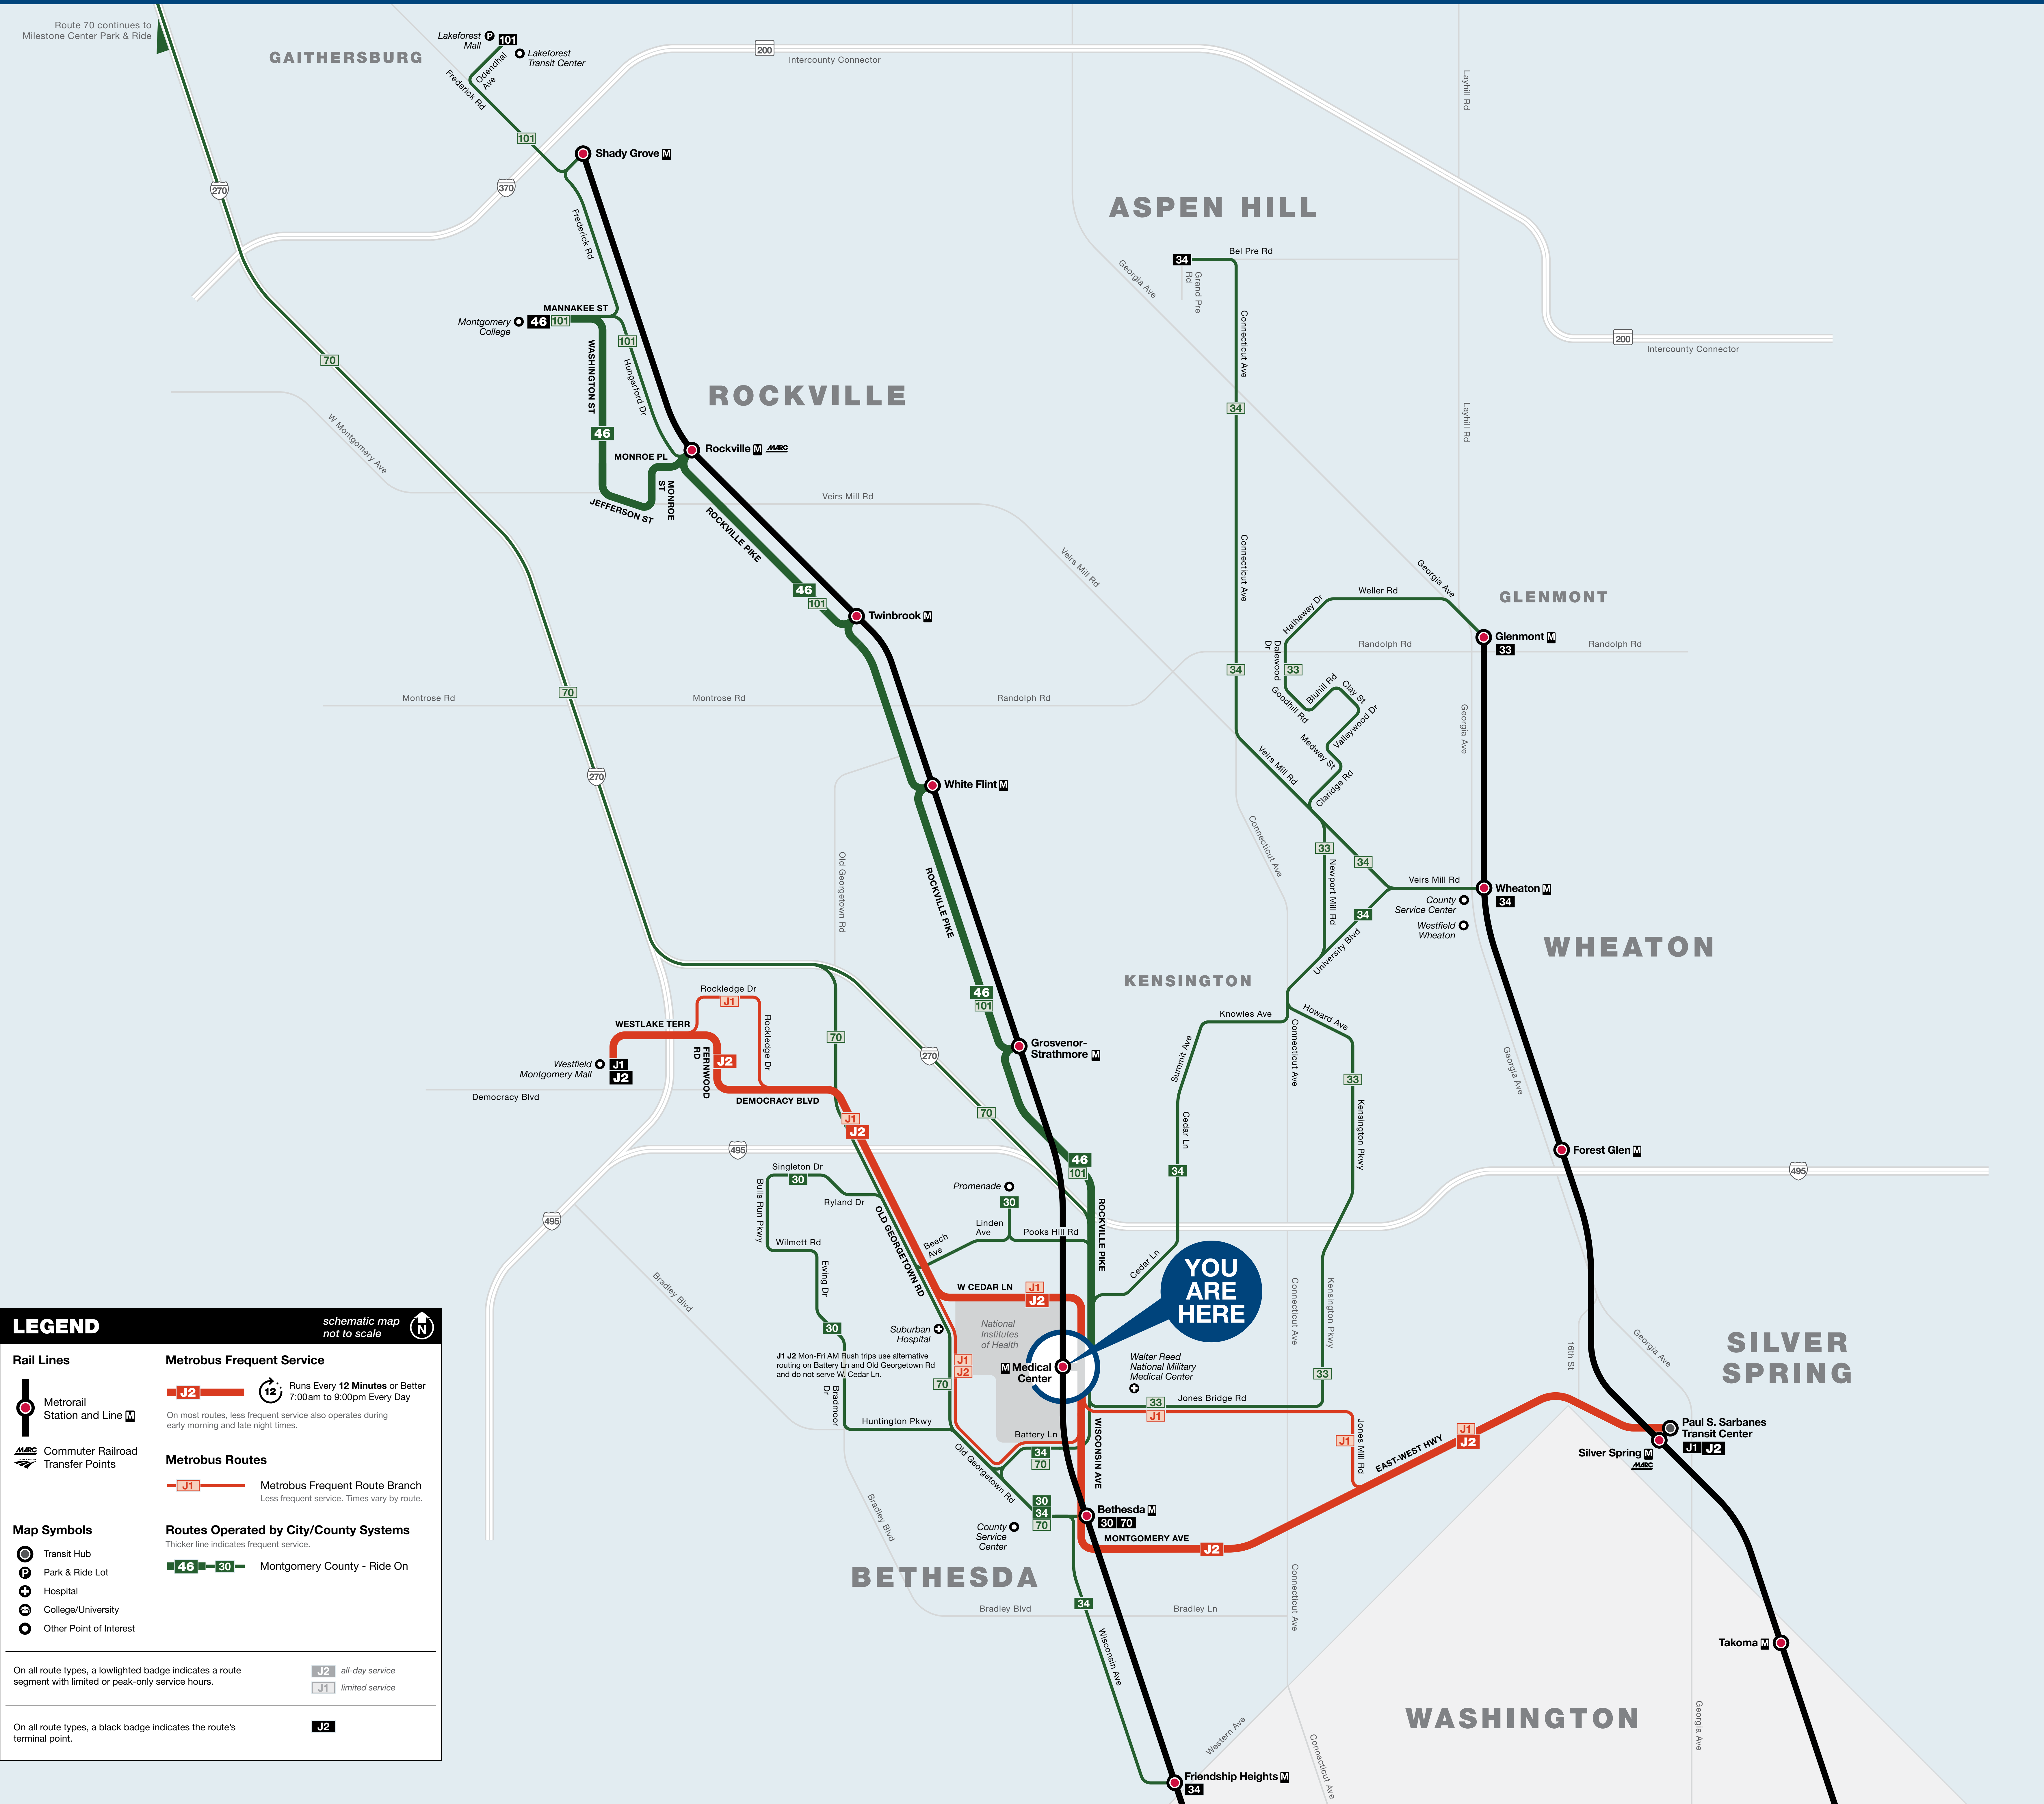 Route 70 continues to
Milestone Center Park & Ride
GAITHERSBURG
Lakeforest
Mall
P
101
Lakeforest
Transit Center
Odendhal
Ave
Frederick Rd
101
200
Intercounty Connector
Layhill Rd
Shady Grove M
270
370
Frederick Rd
ASPEN HILL
34
Bel Pre Rd
Grand Pre
Rd
Georgia Ave
Connectict Ave
MANNAKEE ST
Montgomery
College
46
101
101
WASHINGTON ST
Hungerford Dr
70
200
Intercounty Connector
ROCKVILLE
34
Layhill Rd
W Montgomery Ave
46
Rockville M MARC
MONROE PL
MONROE
ST
JEFFERSON ST
ROCKVILLE PIKE
Veirs Mill Rd
Veirs Mill Rd
Connecticut Ave
Georgia Ave
46
101
Twinbrook M
Weller Rd
Hathaway Dr
GLENMONT
Glenmont M
33
Dalewood
Dr
Randolph Rd
Randolph Rd
34
33
Goodhill Rd
Bluhill Rd
Clay St
Valleywood Dr
Medway St
Claridge Rd
Veirs Mill Rd
Georgia Ave
70
Montrose Rd
Montrose Rd
Randolph Rd
270
White Flint M
Connecticut Ave
Old Georgetown Rd
ROCKVILLE PIKE
33
34
Newport Mill Rd
Veirs Mill Rd
Wheaton M
34
County
Service Center
34
Westfield
Wheaton
University Blvd
WHEATON
KENSINGTON
46
101
Rockledge Dr
J1
Rockledge Dr
WESTLAKE TERR
FERNWOOD
RD
J2
Westfield
Montgomery Mall
J1
J2
Democracy Blvd
DEMOCRACY BLVD
70
270
Grosvenor-
Strathmore M
Knowles Ave
Howard Ave
Summit Ave
Connecticut Ave
33
Georgia Ave
70
J1
J2
Cedar Ln
Kensington Pkwy
495
46
101
34
Forest Glen M
495
Singleton Dr
30
Bulls Run Pkwy
Ryland Dr
Promenade
30
OLD GEORGETOWN RD
Linden
Ave
Pooks Hill Rd
ROCKVILLE PIKE
495
Wilmett Rd
Beech
Ave
Ewing Dr
Cedar Ln
YOU
ARE
HERE
Bradley Blvd
W CEDAR LN
J1
J2
Connecticut Ave
Kensington Pkwy
30
Suburban
Hospital
National
Institutes
of Health
16th St
Georgia Ave
SILVER
SPRING
J1 J2 Mon-Fri AM Rush trips use alternative
routing on Battery Ln and Old Georgetown Rd
and do not serve W. Cedar Ln.
J1
J2
70
M Medical
Center
Walter Reed
National Military
Medical Center
33
Bradmoor
Dr
33
J1
Jones Bridge Rd
Huntington Pkwy
Battery Ln
WISCONSIN AVE
J1
Jones Mill Rd
EAST-WEST HWY
J1
J2
Paul S. Sarbanes
Transit Center
J1 J2
Silver Spring M
MARC
Old Georgetown Rd
34
70
Bradley Blvd
30
34
70
County
Service
Center
Bethesda M
30 70
MONTGOMERY AVE
J2
BETHESDA
Connecticut Ave
34
Bradley Blvd
Bradley Ln
Wisconsin Ave
Takoma M
WASHINGTON
Georgia Ave
Western Ave
Connecticut Ave
Friendship Heights M
34
LEGEND
schematic map
not to scale
N
Rail Lines
Metrorail
Station and Line M
MARC
AMTRAK
Commuter Railroad
Transfer Points
Map Symbols
Transit Hub
P
Park & Ride Lot
Hospital
College/University
Other Point of Interest
Metrobus Frequent Service
J2
12
Runs Every 12 Minutes or Better
7:00am to 9:00pm Every Day
On most routes, less frequent service also operates during
early morning and late night times.
Metrobus Routes
J1
Metrobus Frequent Route Branch
Less frequent service. Times vary by route.
Routes Operated by City/County Systems
Thicker line indicates frequent service.
46
30
Montgomery County - Ride On
On all route types, a lowlighted badge indicates a route
segment with limited or peak-only service hours.
J2
all-day service
J1
limited service
On all route types, a black badge indicates the route's
terminal point.
J2